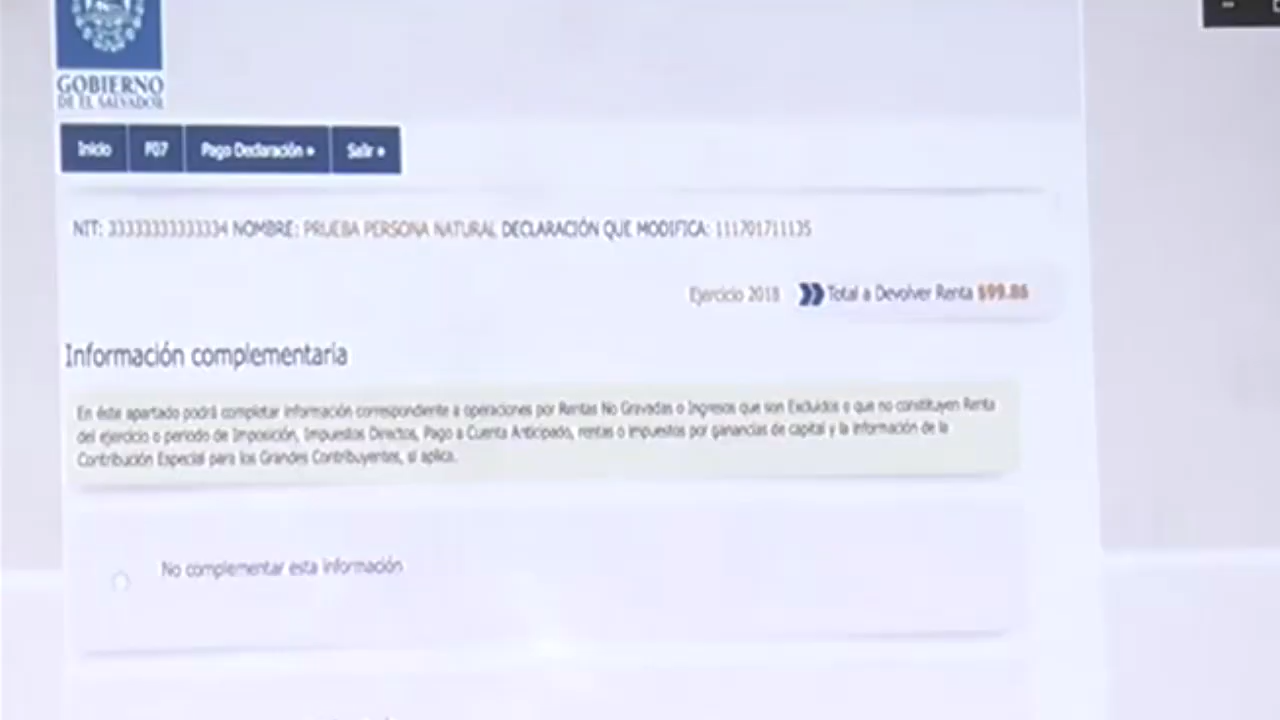 GOBIERNO
DE EL SALVADOR
Inicio F07 Pago Declaración » Salir »
NIT: 33333333333334 NOMBRE: PRUEBA PERSONA NATURAL DECLARACIÓN QUE MODIFICA: 111701711135
Ejercicio 2018 Total a Devolver Renta $99.86
Información complementaria
En éste apartado podrá completar información correspondiente a operaciones por Rentas No Gravadas o Ingresos que son Excluidos o que no constituyen Renta
del ejercicio o periodo de Imposición, Impuestos Directos, Pago a Cuenta Anticipado, rentas o impuestos por ganancias de capital y la información de la
Contribución Especial para los Grandes Contribuyentes, si aplica.
No complementar esta información